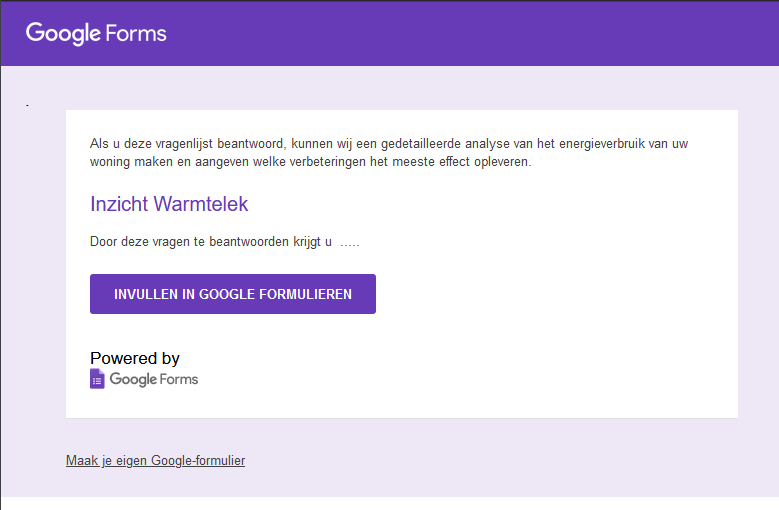 Google Forms
Als u deze vragenlijst beantwoord, kunnen wij een gedetailleerde analyse van het energieverbruik van uw
woning maken en aangeven welke verbeteringen het meeste effect opleveren.
Inzicht Warmtelek
Door deze vragen te beantwoorden krijgt u .....
INVULLEN IN GOOGLE FORMULIEREN
Powered by
Google Forms
Maak je eigen Google-formulier